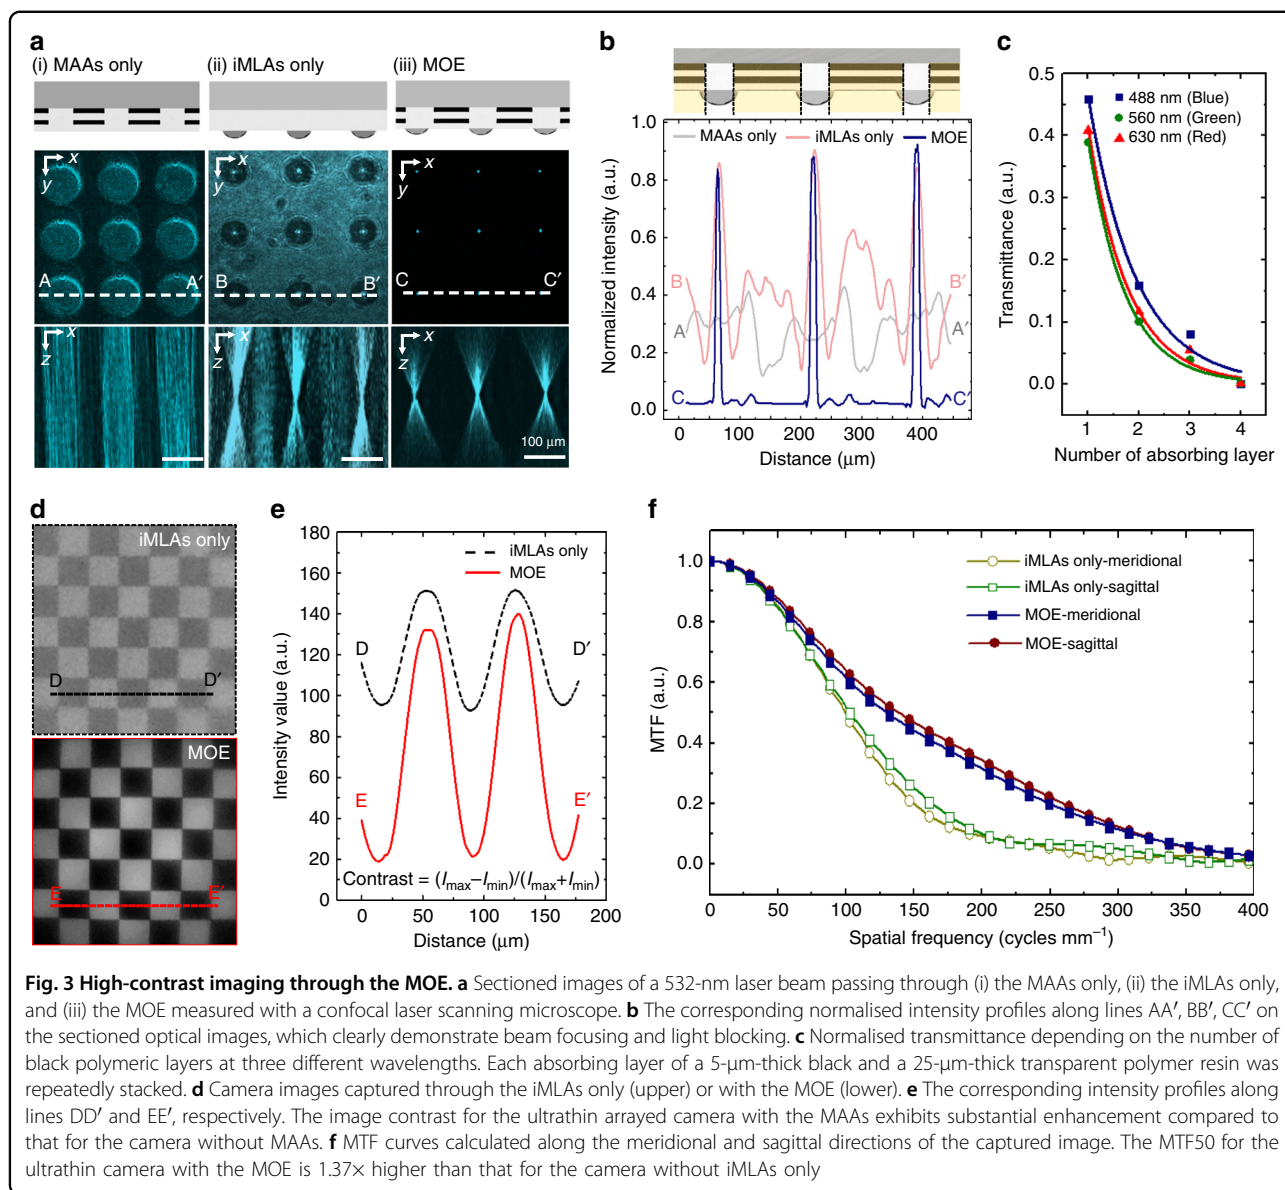 a
(i) MAAs only
(ii) iMLAs only
(iii) MOE
x
y
x
y
x
y
A
A′
B
B′
C
C′
x
z
x
z
x
z
100 µm
b
MAAs only
iMLAs only
MOE
Normalized intensity (a.u.)
1.0
0.8
0.6
0.4
0.2
0.0
B
B′
A
A′
C
C′
0
100
200
300
400
Distance (µm)
c
488 nm (Blue)
560 nm (Green)
630 nm (Red)
Transmittance (a.u.)
0.5
0.4
0.3
0.2
0.1
0.0
1
2
3
4
Number of absorbing layer
d
iMLAs only
D
D′
MOE
E
E′
e
iMLAs only
MOE
Intensity value (a.u.)
180
160
140
120
100
80
60
40
20
0
D
D′
E
E′
Contrast = (Imax−Imin)/(Imax+Imin)
0
50
100
150
200
Distance (µm)
f
iMLAs only-meridional
iMLAs only-sagittal
MOE-meridional
MOE-sagittal
MTF (a.u.)
1.0
0.8
0.6
0.4
0.2
0.0
0
50
100
150
200
250
300
350
400
Spatial frequency (cycles mm⁻¹)
Fig. 3 High-contrast imaging through the MOE. a Sectioned images of a 532-nm laser beam passing through (i) the MAAs only, (ii) the iMLAs only,
and (iii) the MOE measured with a confocal laser scanning microscope. b The corresponding normalised intensity profiles along lines AA′, BB′, CC′ on
the sectioned optical images, which clearly demonstrate beam focusing and light blocking. c Normalised transmittance depending on the number of
black polymeric layers at three different wavelengths. Each absorbing layer of a 5-µm-thick black and a 25-µm-thick transparent polymer resin was
repeatedly stacked. d Camera images captured through the iMLAs only (upper) or with the MOE (lower). e The corresponding intensity profiles along
lines DD′ and EE′, respectively. The image contrast for the ultrathin arrayed camera with the MAAs exhibits substantial enhancement compared to
that for the camera without MAAs. f MTF curves calculated along the meridional and sagittal directions of the captured image. The MTF50 for the
ultrathin camera with the MOE is 1.37× higher than that for the camera without iMLAs only